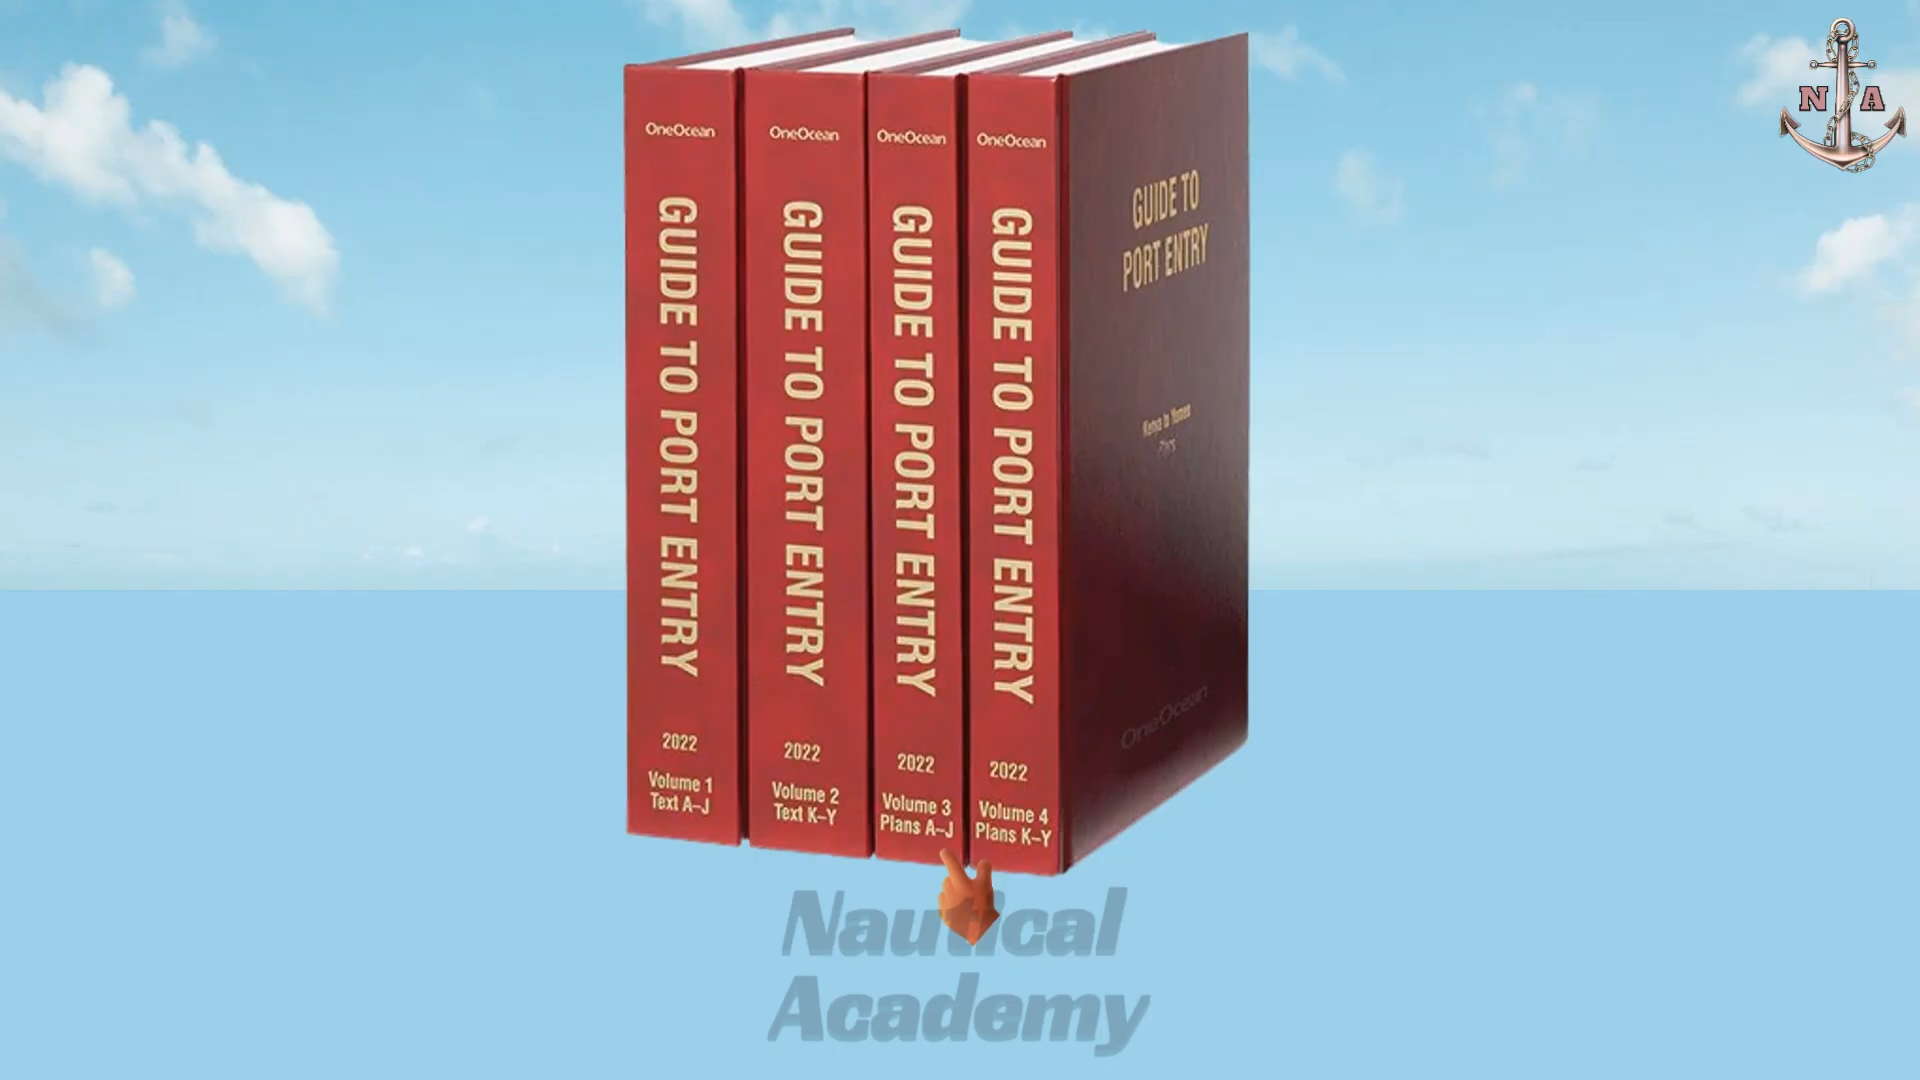 OneOcean
GUIDE TO PORT ENTRY
2022
Volume 1
Text A–J
OneOcean
GUIDE TO PORT ENTRY
2022
Volume 2
Text K–Y
OneOcean
GUIDE TO PORT ENTRY
2022
Volume 3
Plans A–J
OneOcean
GUIDE TO PORT ENTRY
2022
Volume 4
Plans K–Y
GUIDE TO
PORT ENTRY
Kenya to Yemen
Plans
OneOcean
N A
Nautical
Academy